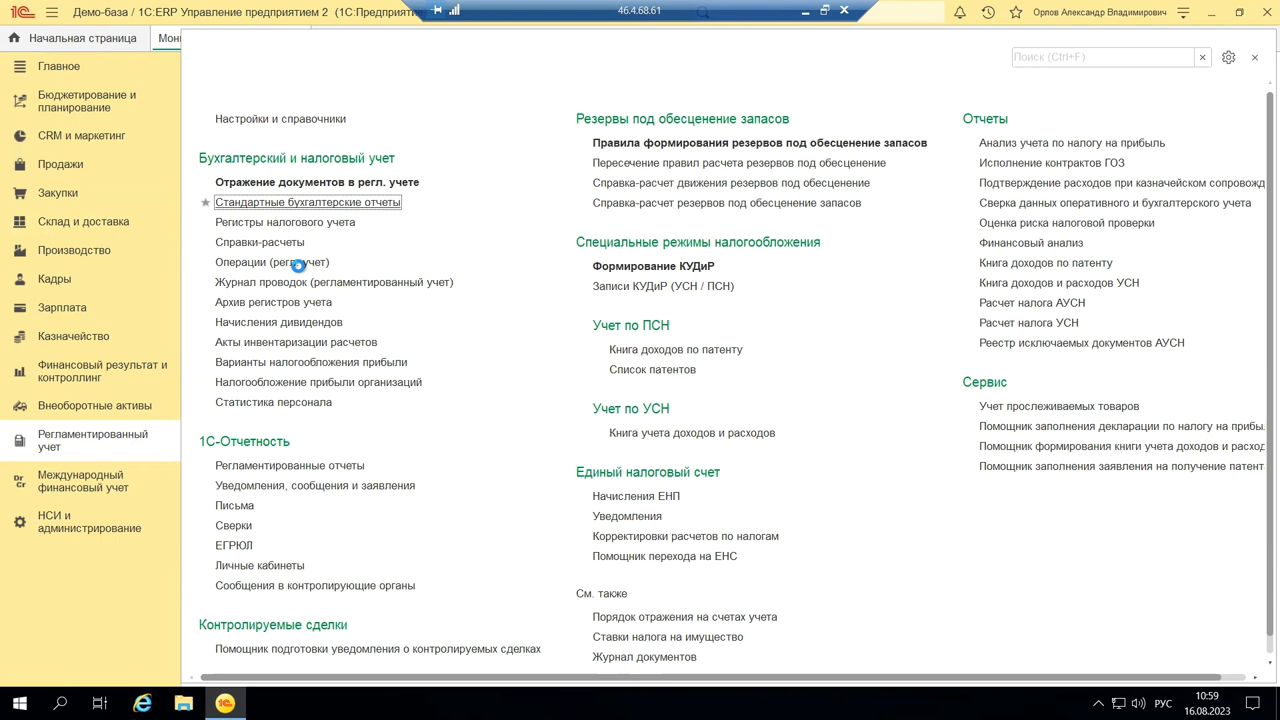 Демо-база / 1С:ERP Управление предприятием 2 (1С:Предприятие
46.4.68.61
Орлов Александр Владимирович
Начальная страница
Мони
Поиск (Ctrl+F)
Главное
Бюджетирование и
планирование
CRM и маркетинг
Продажи
Закупки
Склад и доставка
Производство
Кадры
Зарплата
Казначейство
Финансовый результат и
контроллинг
Внеоборотные активы
Регламентированный
учет
Международный
финансовый учет
НСИ и
администрирование
Настройки и справочники
Бухгалтерский и налоговый учет
Отражение документов в регл. учете
Стандартные бухгалтерские отчеты
Регистры налогового учета
Справки-расчеты
Операции (регл. учет)
Журнал проводок (регламентированный учет)
Архив регистров учета
Начисления дивидендов
Акты инвентаризации расчетов
Варианты налогообложения прибыли
Налогообложение прибыли организаций
Статистика персонала
1С-Отчетность
Регламентированные отчеты
Уведомления, сообщения и заявления
Письма
Сверки
ЕГРЮЛ
Личные кабинеты
Сообщения в контролирующие органы
Контролируемые сделки
Помощник подготовки уведомления о контролируемых сделках
Резервы под обесценение запасов
Правила формирования резервов под обесценение запасов
Пересечение правил расчета резервов под обесценение
Справка-расчет движения резервов под обесценение
Справка-расчет резервов под обесценение запасов
Специальные режимы налогообложения
Формирование КУДиР
Записи КУДиР (УСН / ПСН)
Учет по ПСН
Книга доходов по патенту
Список патентов
Учет по УСН
Книга учета доходов и расходов
Единый налоговый счет
Начисления ЕНП
Уведомления
Корректировки расчетов по налогам
Помощник перехода на ЕНС
См. также
Порядок отражения на счетах учета
Ставки налога на имущество
Журнал документов
Отчеты
Анализ учета по налогу на прибыль
Исполнение контрактов ГОЗ
Подтверждение расходов при казначейском сопровожд
Сверка данных оперативного и бухгалтерского учета
Оценка риска налоговой проверки
Финансовый анализ
Книга доходов по патенту
Книга доходов и расходов УСН
Расчет налога АУСН
Расчет налога УСН
Реестр исключаемых документов АУСН
Сервис
Учет прослеживаемых товаров
Помощник заполнения декларации по налогу на прибы
Помощник формирования книги учета доходов и расход
Помощник заполнения заявления на получение патент
РУС
10:59
16.08.2023